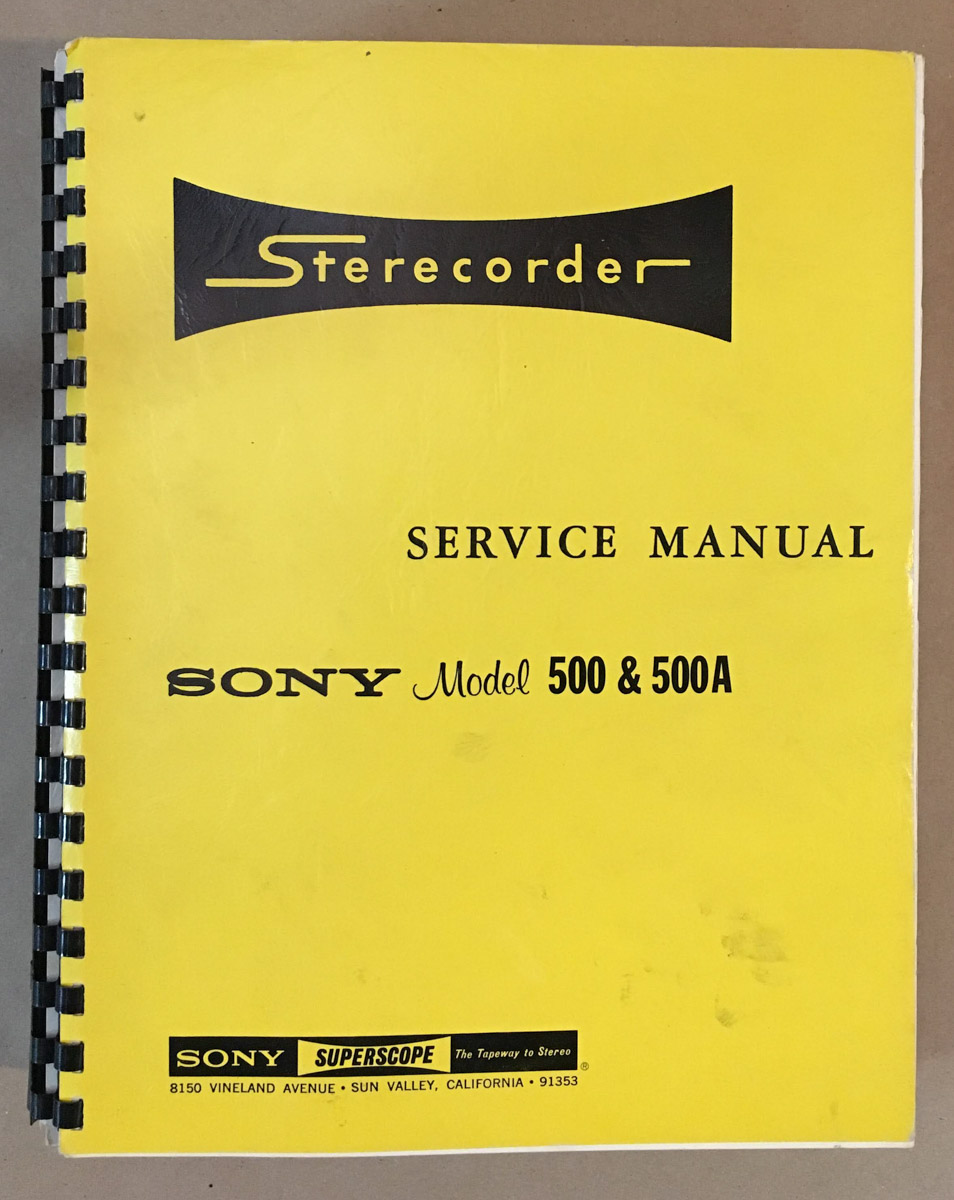 Sterecorder
SERVICE MANUAL
SONY Model 500 & 500A
SONY SUPERSCOPE The Tapeway to Stereo ®
8150 VINELAND AVENUE • SUN VALLEY, CALIFORNIA • 91353